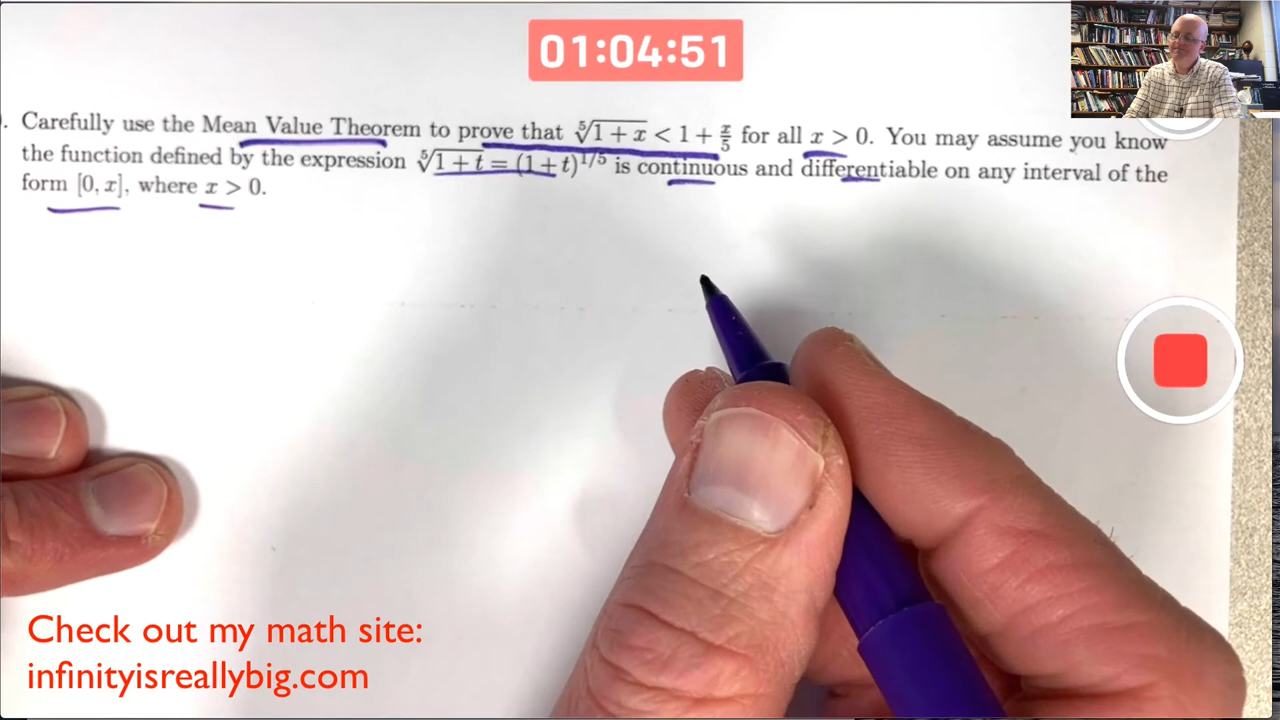 01:04:51
. Carefully use the Mean Value Theorem to prove that ⁵√1 + x < 1 + x/5 for all x > 0. You may assume you know
the function defined by the expression ⁵√1 + t = (1+t)^1/5 is continuous and differentiable on any interval of the
form [0, x], where x > 0.
Check out my math site:
infinityisreallybig.com